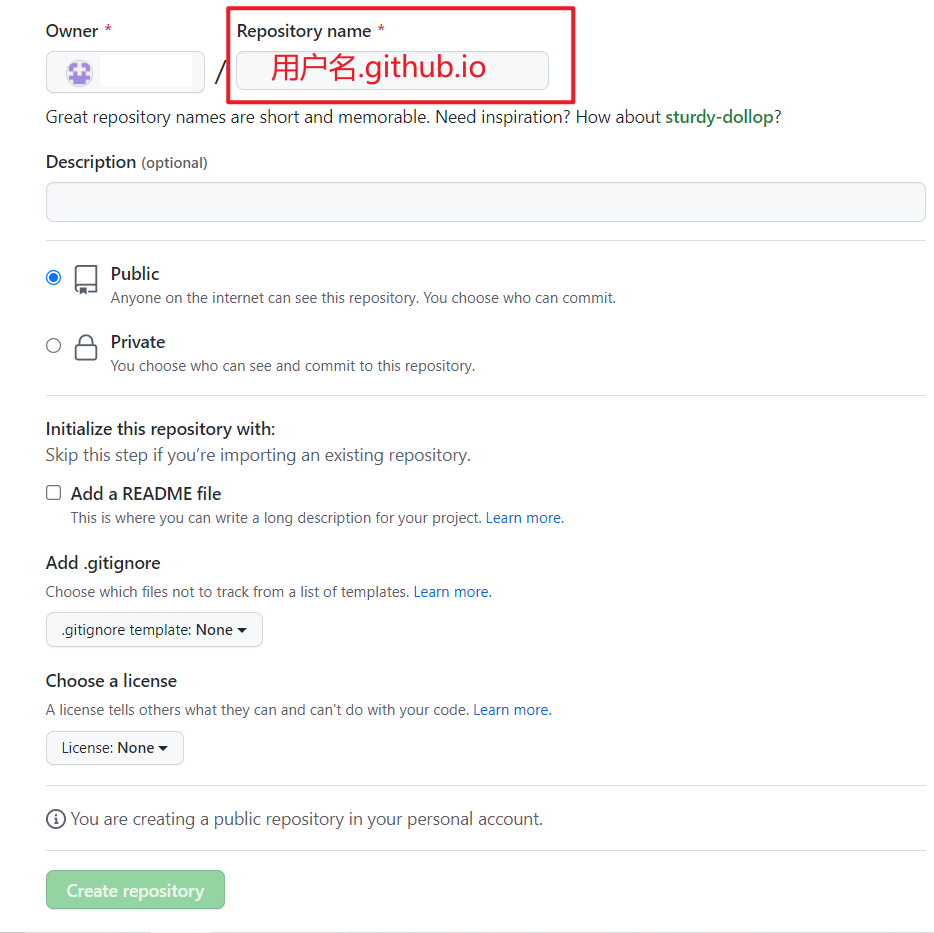 Owner *
Repository name *
/ 用户名.github.io
Great repository names are short and memorable. Need inspiration? How about sturdy-dollop?
Description (optional)
Public
Anyone on the internet can see this repository. You choose who can commit.
Private
You choose who can see and commit to this repository.
Initialize this repository with:
Skip this step if you’re importing an existing repository.
Add a README file
This is where you can write a long description for your project. Learn more.
Add .gitignore
Choose which files not to track from a list of templates. Learn more.
.gitignore template: None
Choose a license
A license tells others what they can and can't do with your code. Learn more.
License: None
You are creating a public repository in your personal account.
Create repository